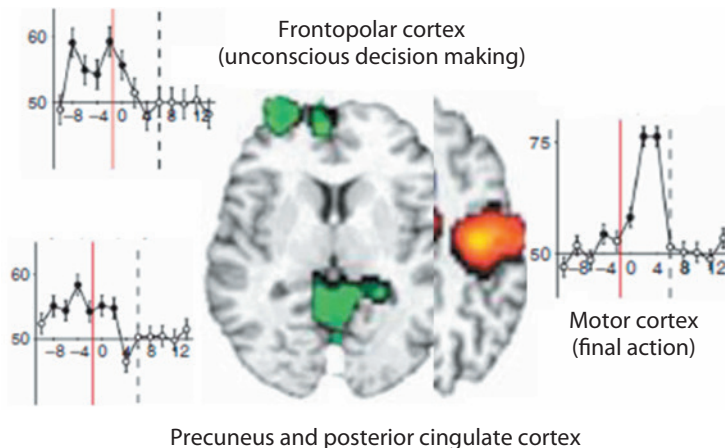 Frontopolar cortex
(unconscious decision making)
60
50
−8 −4 0 4 8 12
75
50
−8 −4 0 4 8 12
60
50
−8 −4 0 4 8 12
Motor cortex
(final action)
Precuneus and posterior cingulate cortex